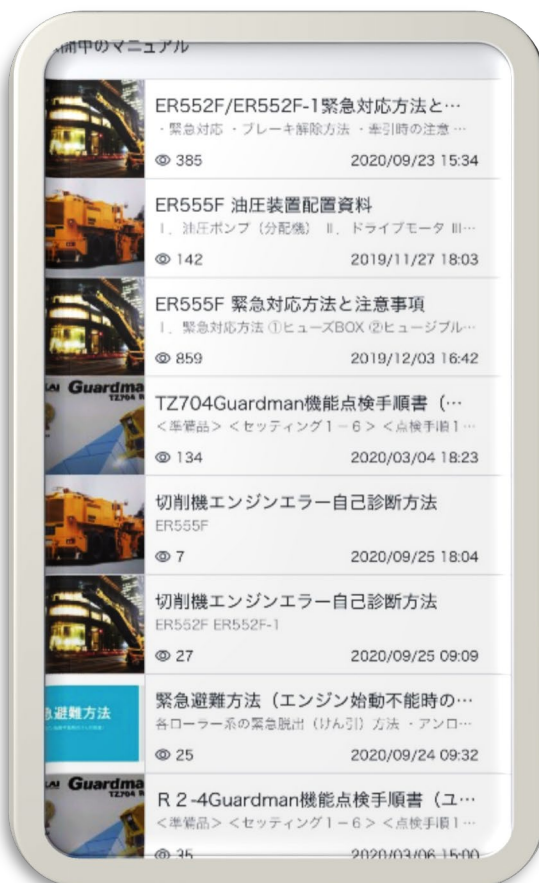 開中のマニュアル
ER552F/ER552F-1緊急対応方法と…
・緊急対応 ・ブレーキ解除方法 ・牽引時の注意 …
385 2020/09/23 15:34
ER555F 油圧装置配置資料
Ⅰ．油圧ポンプ（分配機） Ⅱ．ドライブモータ Ⅲ…
142 2019/11/27 18:03
ER555F 緊急対応方法と注意事項
Ⅰ．緊急対応方法 ①ヒューズBOX ②ヒュージブル…
859 2019/12/03 16:42
AI Guardma
TZ704 R
TZ704Guardman機能点検手順書（…
＜準備品＞＜セッティング1－6＞＜点検手順1…
134 2020/03/04 18:23
切削機エンジンエラー自己診断方法
ER555F
7 2020/09/25 18:04
切削機エンジンエラー自己診断方法
ER552F ER552F-1
27 2020/09/25 09:09
急避難方法
緊急避難方法（エンジン始動不能時の…
各ローラー系の緊急脱出（けん引）方法 ・アンロ…
25 2020/09/24 09:32
AI Guardma
TZ704 R
Ｒ２-4Guardman機能点検手順書（ユ…
＜準備品＞＜セッティング1－6＞＜点検手順1…
35 2020/03/06 15:00